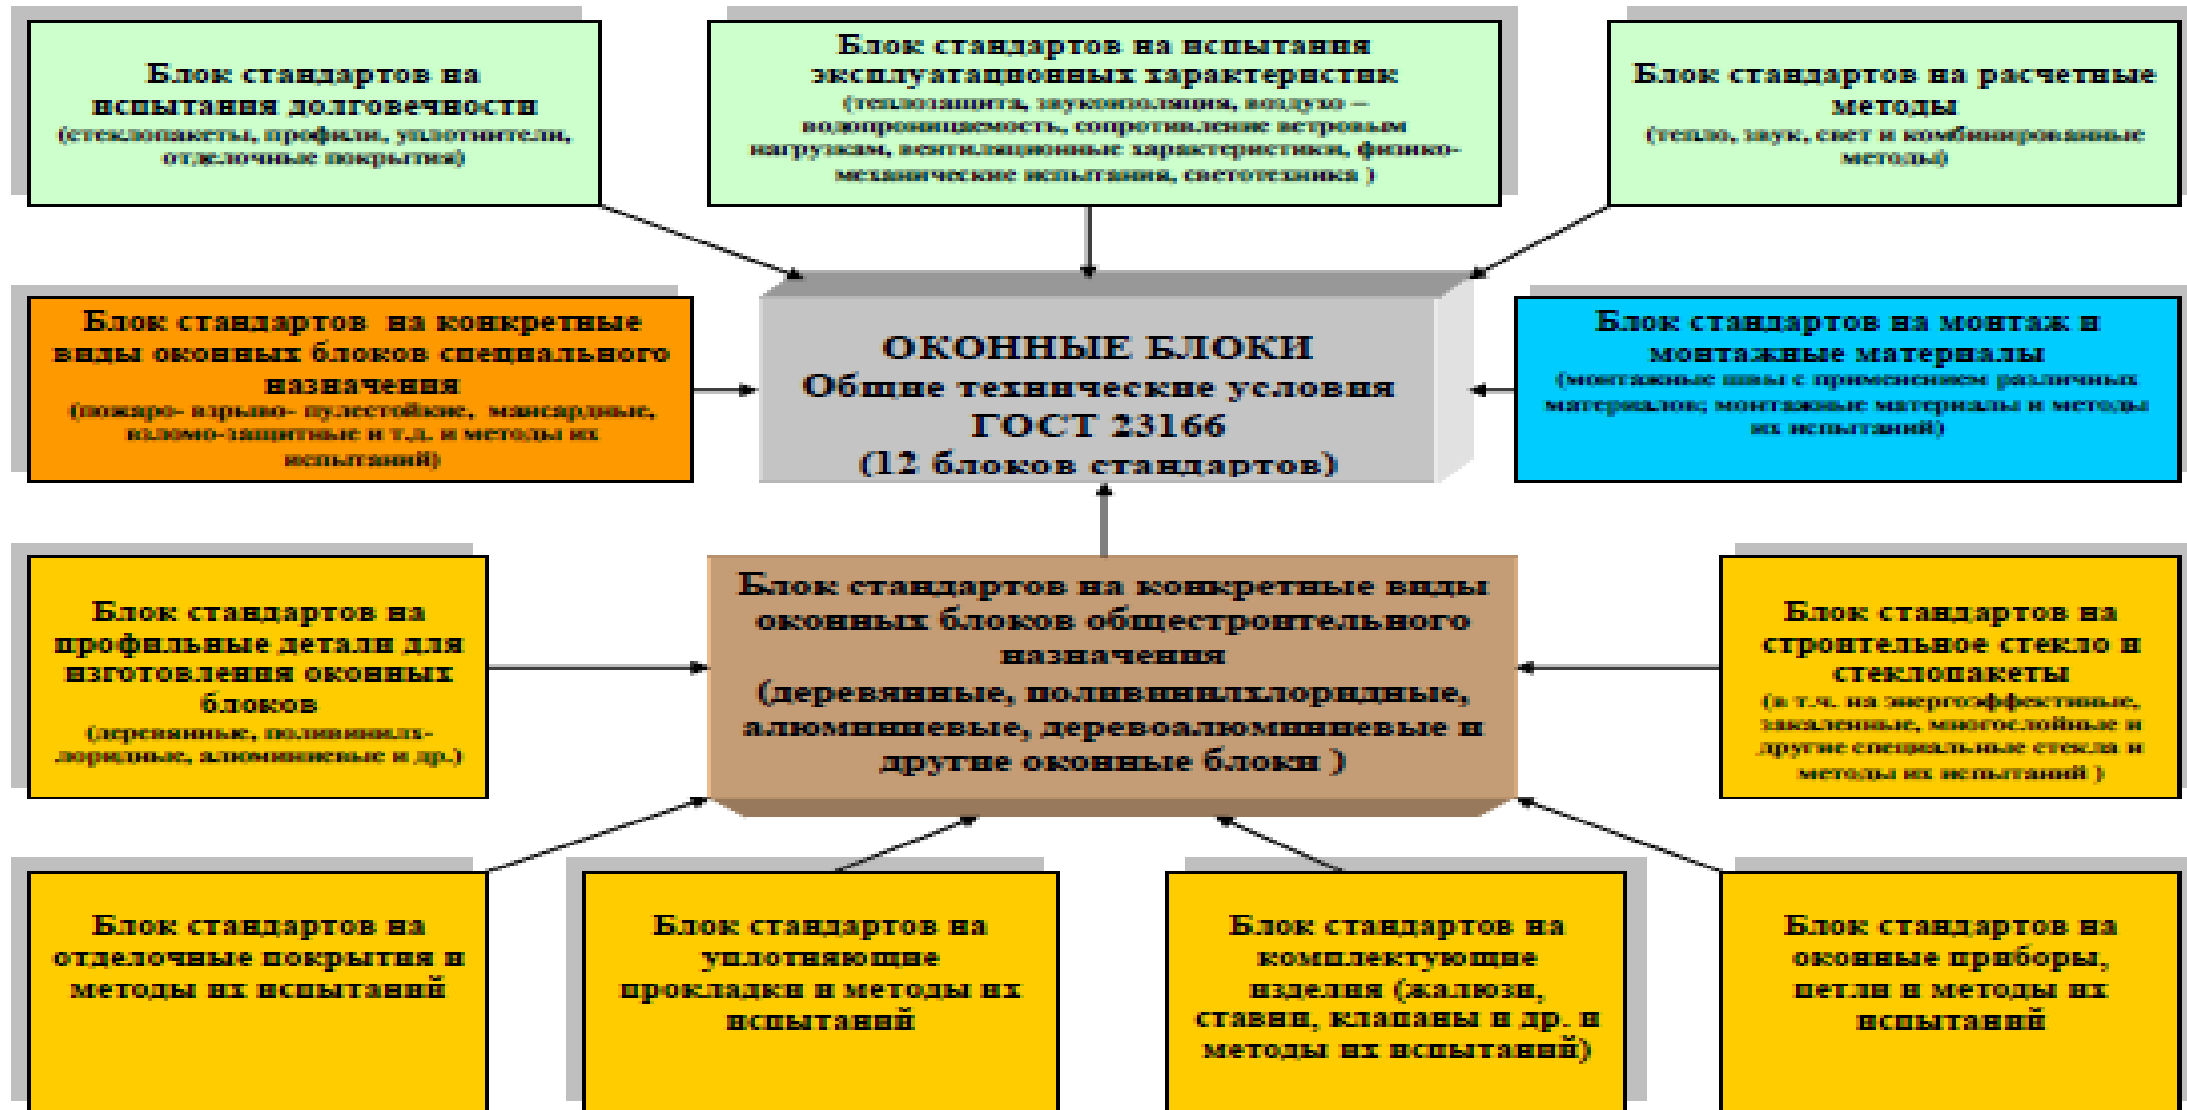 Блок стандартов на
испытания долговечности
(стеклопакеты, профили, уплотнители,
отделочные покрытия)
Блок стандартов на испытания
эксплуатационных характеристик
(теплозащита, звукоизоляция, воздухо –
водопроницаемость, сопротивление ветровым
нагрузкам, вентиляционные характеристики, физико-
механические испытания, светотехника )
Блок стандартов на расчетные
методы
(тепло, звук, свет и комбинированные
методы)
Блок стандартов на конкретные
виды оконных блоков специального
назначения
(пожаро- взрыво- пулестойкие, мансардные,
взломо-защитные и т.д. и методы их
испытаний)
ОКОННЫЕ БЛОКИ
Общие технические условия
ГОСТ 23166
(12 блоков стандартов)
Блок стандартов на монтаж и
монтажные материалы
(монтажные швы с применением различных
материалов; монтажные материалы и методы
их испытаний)
Блок стандартов на
профильные детали для
изготовления оконных
блоков
(деревянные, поливинилх-
лоридные, алюминиевые и др.)
Блок стандартов на конкретные виды
оконных блоков общестроительного
назначения
(деревянные, поливинилхлоридные,
алюминиевые, деревоалюминиевые и
другие оконные блоки )
Блок стандартов на
строительное стекло и
стеклопакеты
(в т.ч. на энергоэффективные,
закаленные, многослойные и
другие специальные стекла и
методы их испытаний )
Блок стандартов на
отделочные покрытия и
методы их испытаний
Блок стандартов на
уплотняющие
прокладки и методы их
испытаний
Блок стандартов на
комплектующие
изделия (жалюзи,
ставни, клапаны и др. и
методы их испытаний)
Блок стандартов на
оконные приборы,
петли и методы их
испытаний